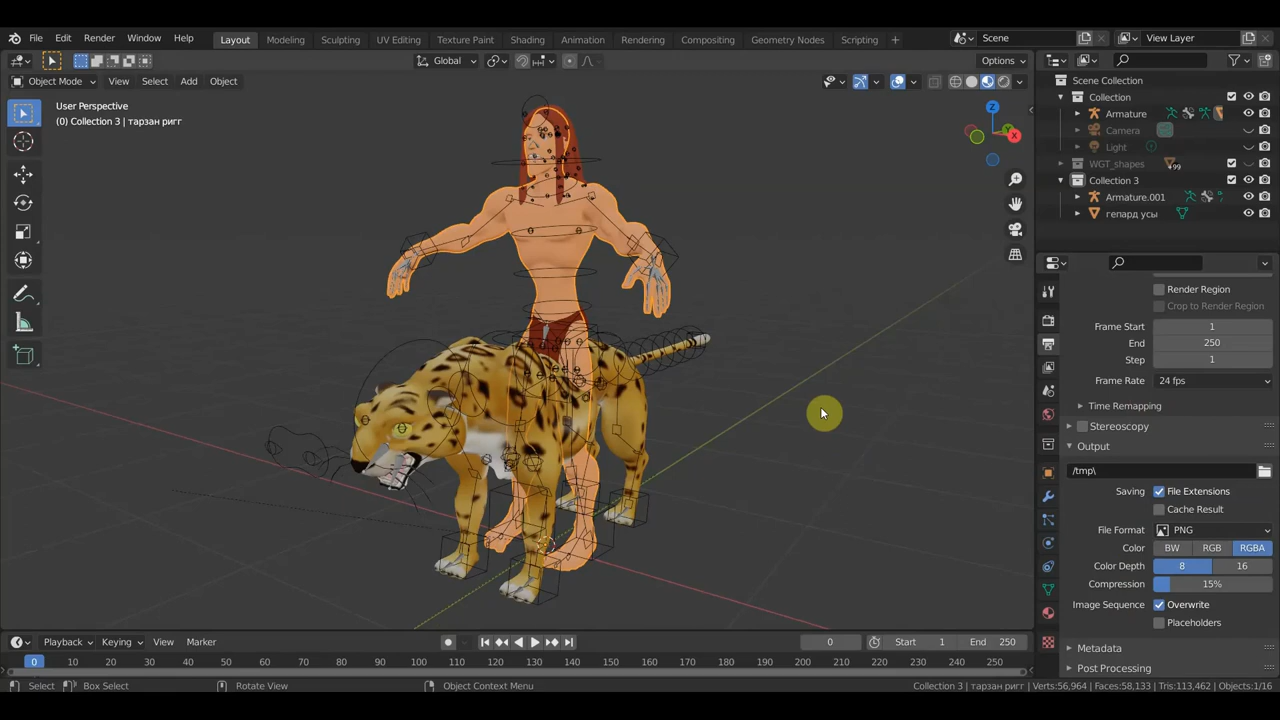 File Edit Render Window Help Layout Modeling Sculpting UV Editing Texture Paint Shading Animation Rendering Compositing Geometry Nodes Scripting + Scene View Layer
Global Options
Object Mode View Select Add Object
User Perspective
(0) Collection 3 | тарзан ригг
Z
X
Scene Collection
Collection
Armature
Camera
Light
WGT_shapes 99
Collection 3
Armature.001
гепард усы
Render Region
Crop to Render Region
Frame Start 1
End 250
Step 1
Frame Rate 24 fps
Time Remapping
Stereoscopy
Output
/tmp\
Saving File Extensions
Cache Result
File Format PNG
Color BW RGB RGBA
Color Depth 8 16
Compression 15%
Image Sequence Overwrite
Placeholders
Metadata
Post Processing
Playback Keying View Marker 0 Start 1 End 250
0 10 20 30 40 50 60 70 80 90 100 110 120 130 140 150 160 170 180 190 200 210 220 230 240 250
Select Box Select Rotate View Object Context Menu Collection 3 | тарзан ригг | Verts:56,964 | Faces:58,133 | Tris:113,462 | Objects:1/16